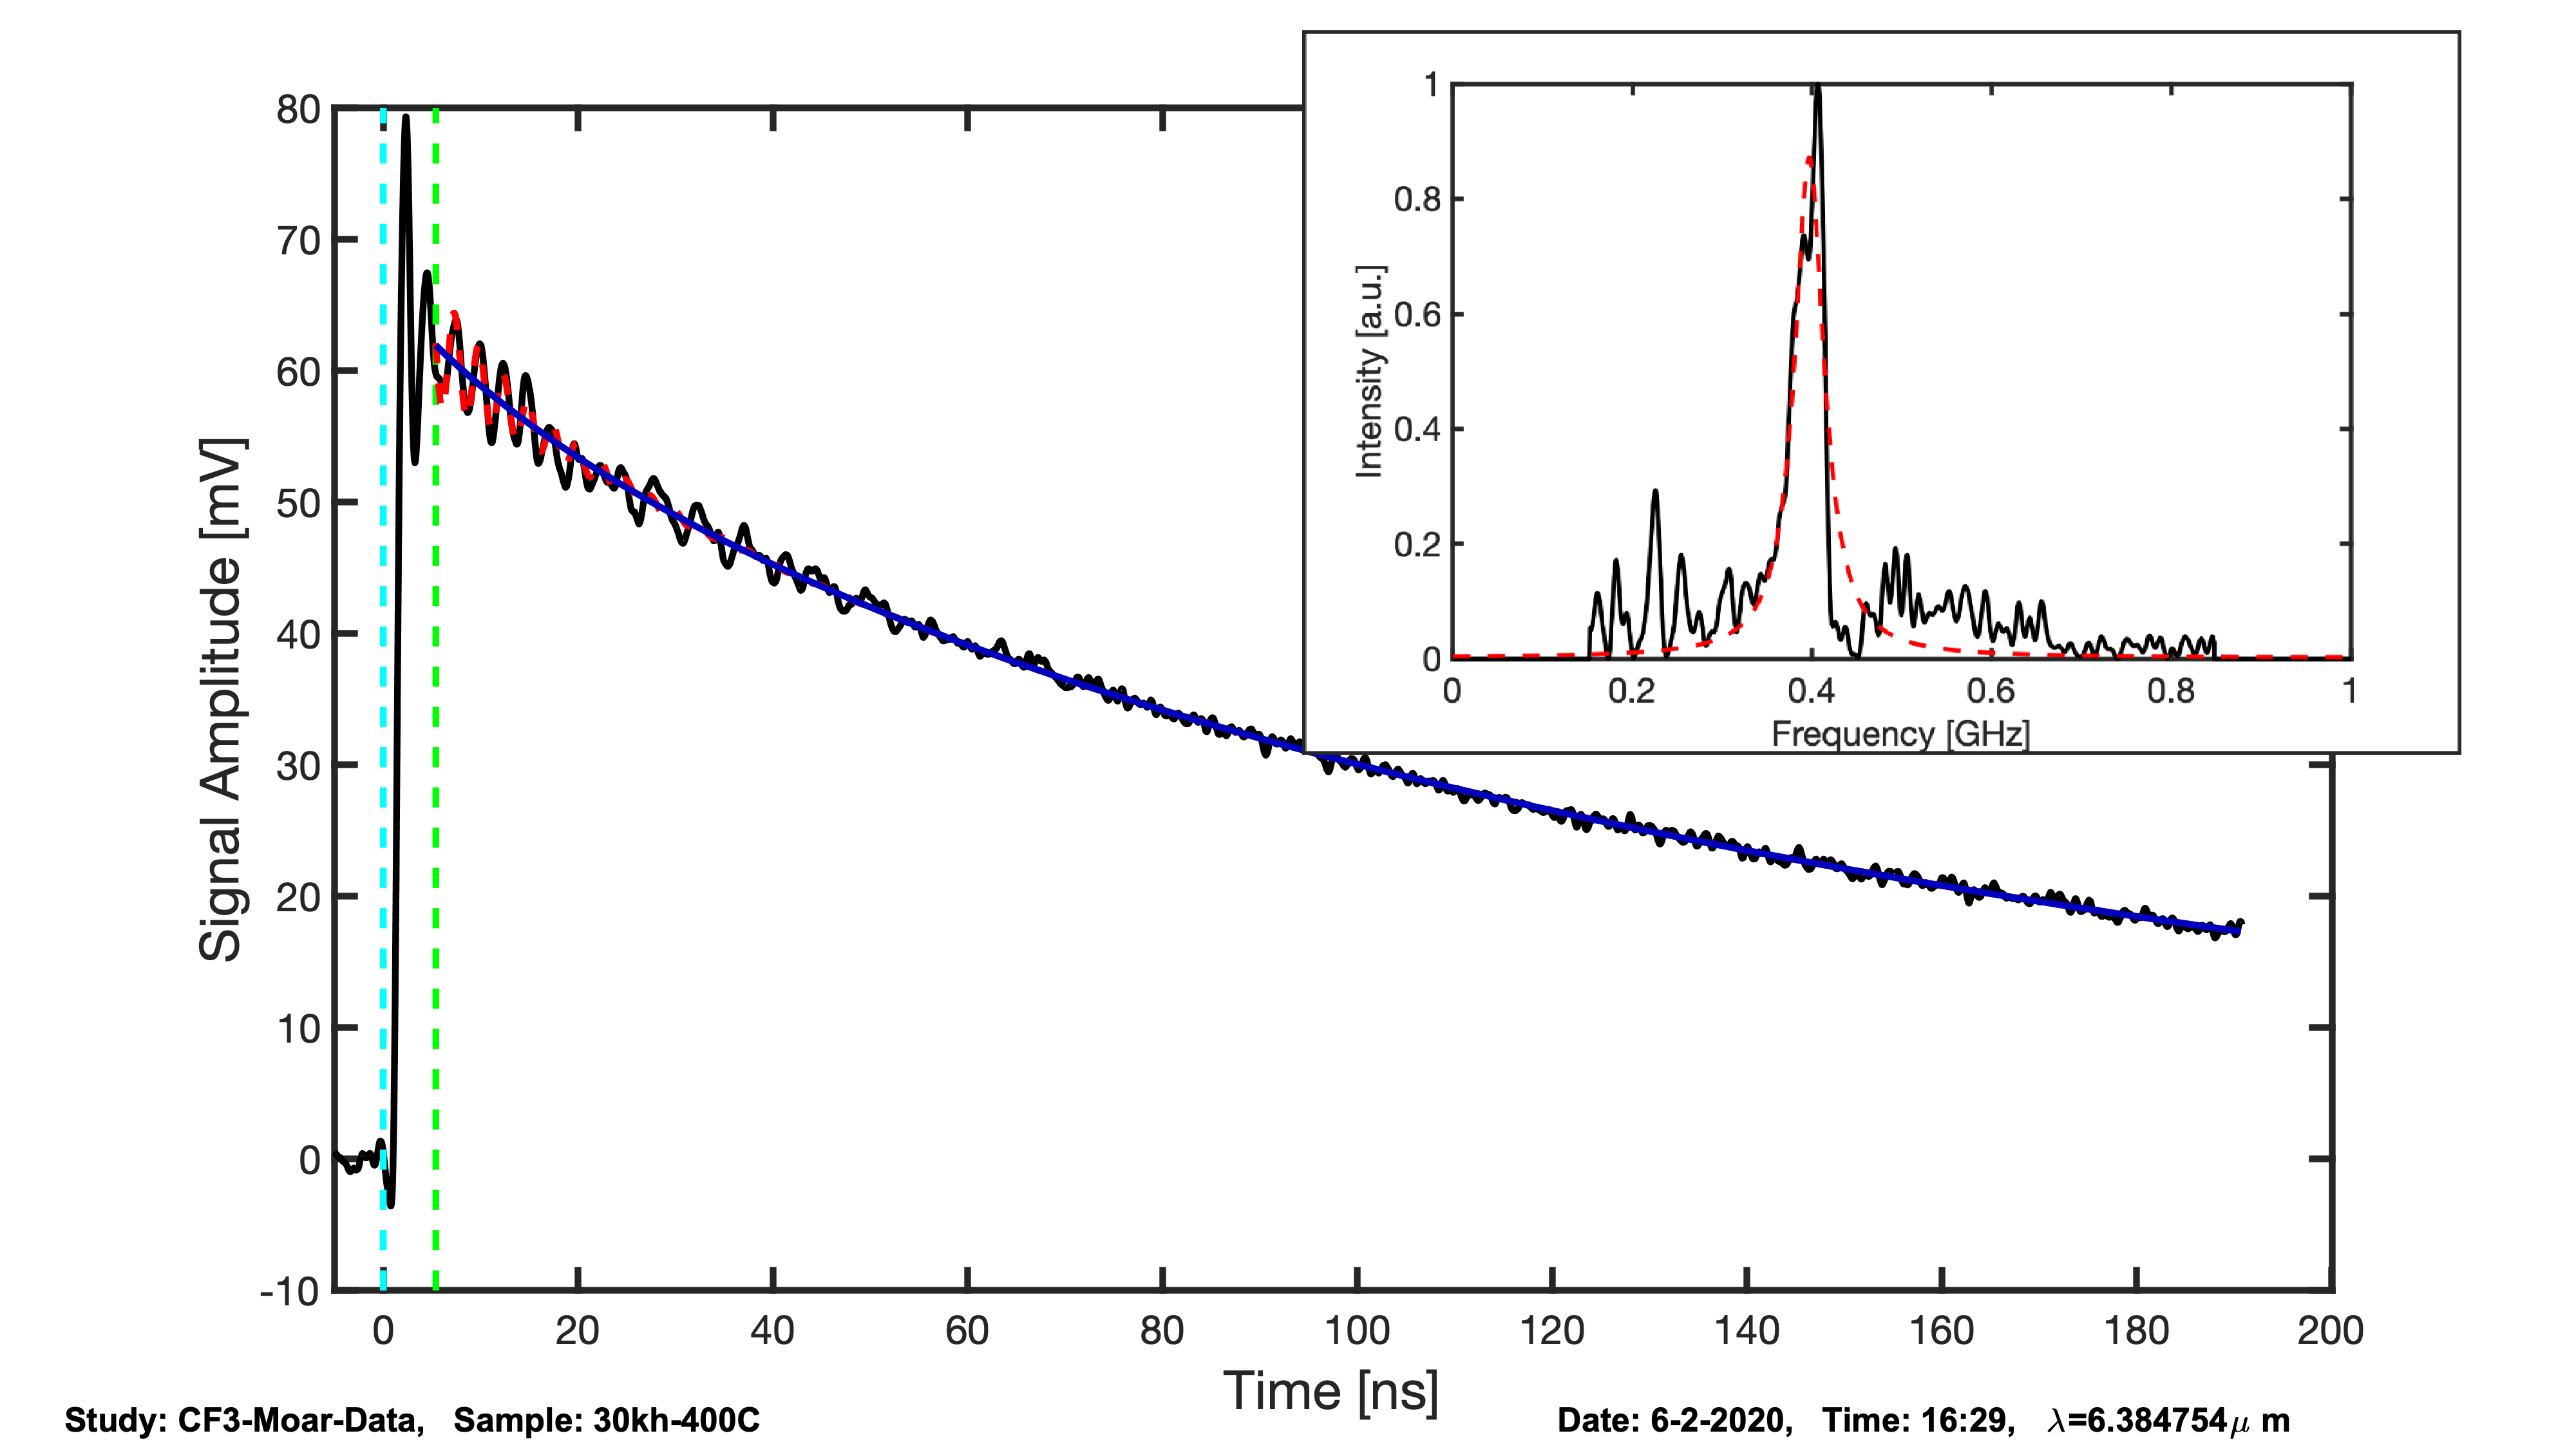 80
70
60
50
40
30
20
10
0
-10
Signal Amplitude [mV]
0 20 40 60 80 100 120 140 160 180 200
Time [ns]
1
0.8
0.6
0.4
0.2
0
Intensity [a.u.]
0 0.2 0.4 0.6 0.8 1
Frequency [GHz]
Study: CF3-Moar-Data, Sample: 30kh-400C
Date: 6-2-2020, Time: 16:29, λ=6.384754μ m